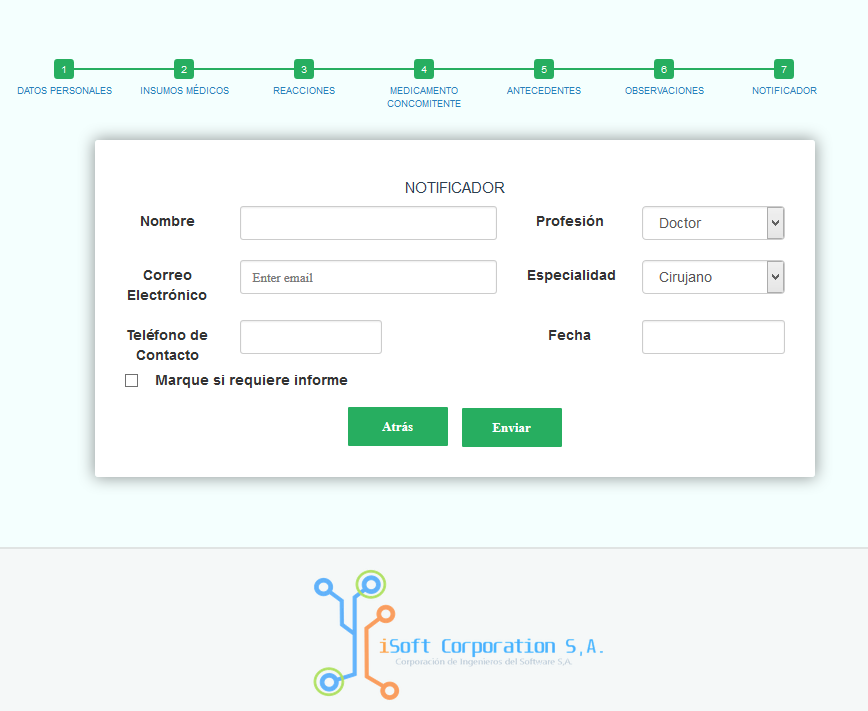 1 2 3 4 5 6 7
DATOS PERSONALES INSUMOS MÉDICOS REACCIONES MEDICAMENTO ANTECEDENTES OBSERVACIONES NOTIFICADOR
CONCOMITENTE
NOTIFICADOR
Nombre Profesión Doctor
Correo Enter email Especialidad Cirujano
Electrónico
Teléfono de Fecha
Contacto
Marque si requiere informe
Atrás Enviar
iSoft Corporation S,A.
Corporación de Ingenieros del Software S,A,